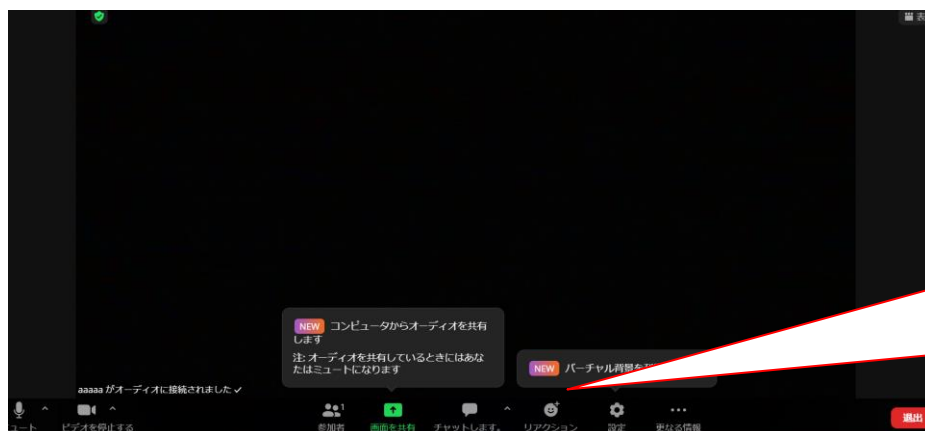 表
NEW コンピュータからオーディオを共有
します
注: オーディオを共有しているときにはあな
たはミュートになります
NEW バーチャル背景を
aaaaa がオーディオに接続されました
ュート
ビデオを停止する
1
参加者
画面を共有
チャットします。
リアクション
設定
更なる情報
退出